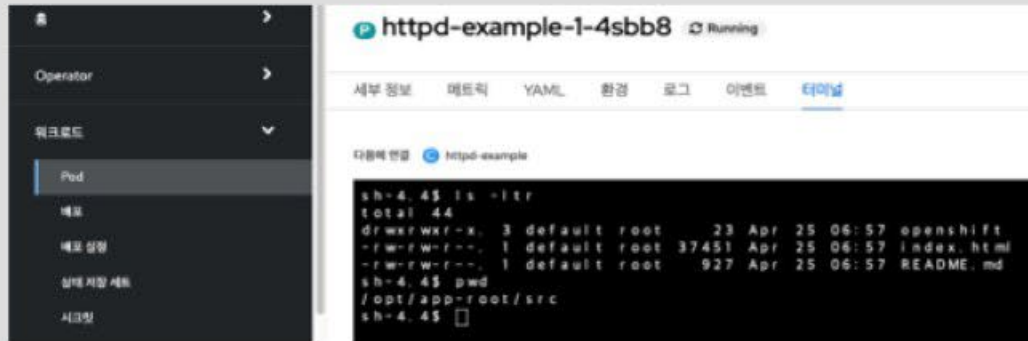 홈
Operator
워크로드
Pod
배포
배포 설정
상태 저장 세트
시크릿
P httpd-example-1-4sbb8 Running
세부 정보 메트릭 YAML 환경 로그 이벤트 터미널
다음에 연결 C httpd-example
sh-4.4$ ls -ltr
total 44
drwxrwxr-x. 3 default root 23 Apr 25 06:57 openshift
-rw-rw-r--. 1 default root 37451 Apr 25 06:57 index.html
-rw-rw-r--. 1 default root 927 Apr 25 06:57 README.md
sh-4.4$ pwd
/opt/app-root/src
sh-4.4$